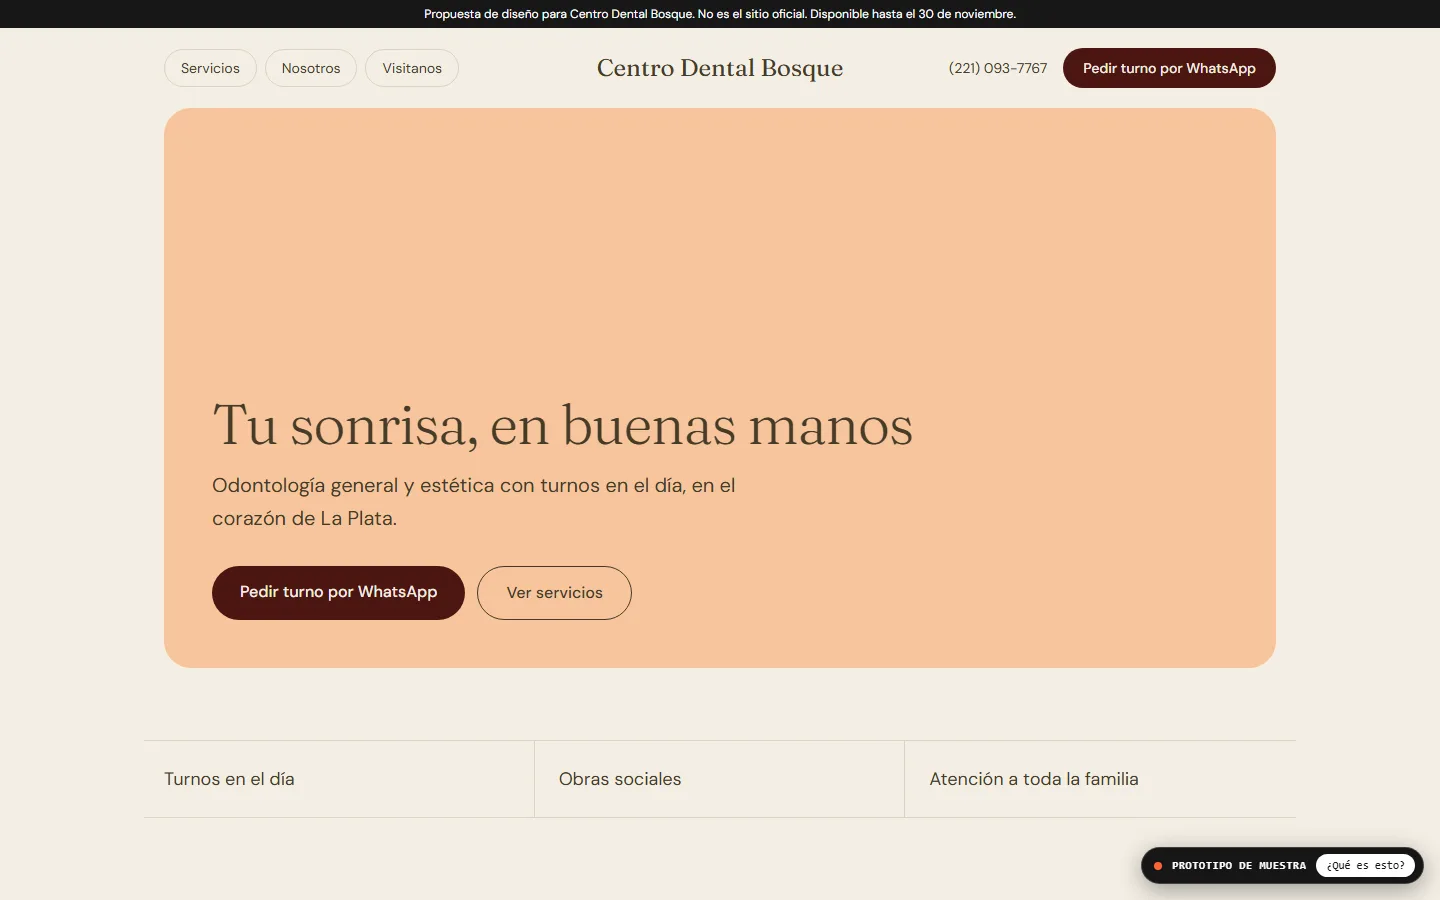 Propuesta de diseño para Centro Dental Bosque. No es el sitio oficial. Disponible hasta el 30 de noviembre.
Servicios
Nosotros
Visitanos
Centro Dental Bosque
(221) 093-7767
Pedir turno por WhatsApp
Tu sonrisa, en buenas manos
Odontología general y estética con turnos en el día, en el
corazón de La Plata.
Pedir turno por WhatsApp
Ver servicios
Turnos en el día
Obras sociales
Atención a toda la familia
PROTOTIPO DE MUESTRA
¿Qué es esto?